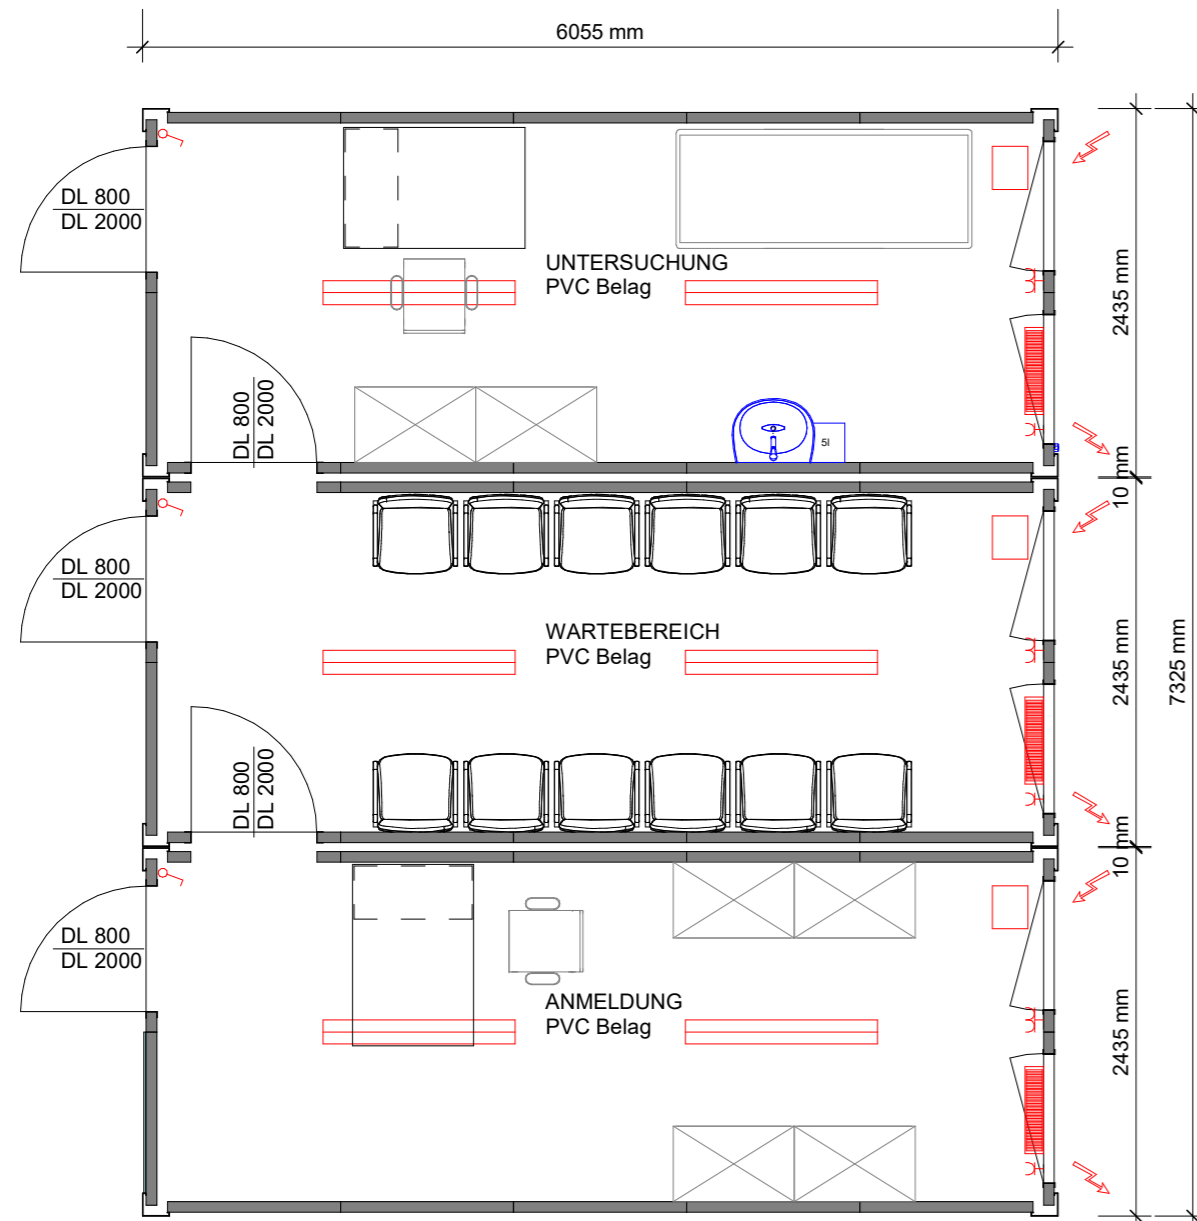 6055 mm
DL 800
DL 2000
UNTERSUCHUNG
PVC Belag
2435 mm
DL 800
DL 2000
5l
10 mm
DL 800
DL 2000
WARTEBEREICH
PVC Belag
2435 mm
7325 mm
DL 800
DL 2000
10 mm
DL 800
DL 2000
ANMELDUNG
PVC Belag
2435 mm